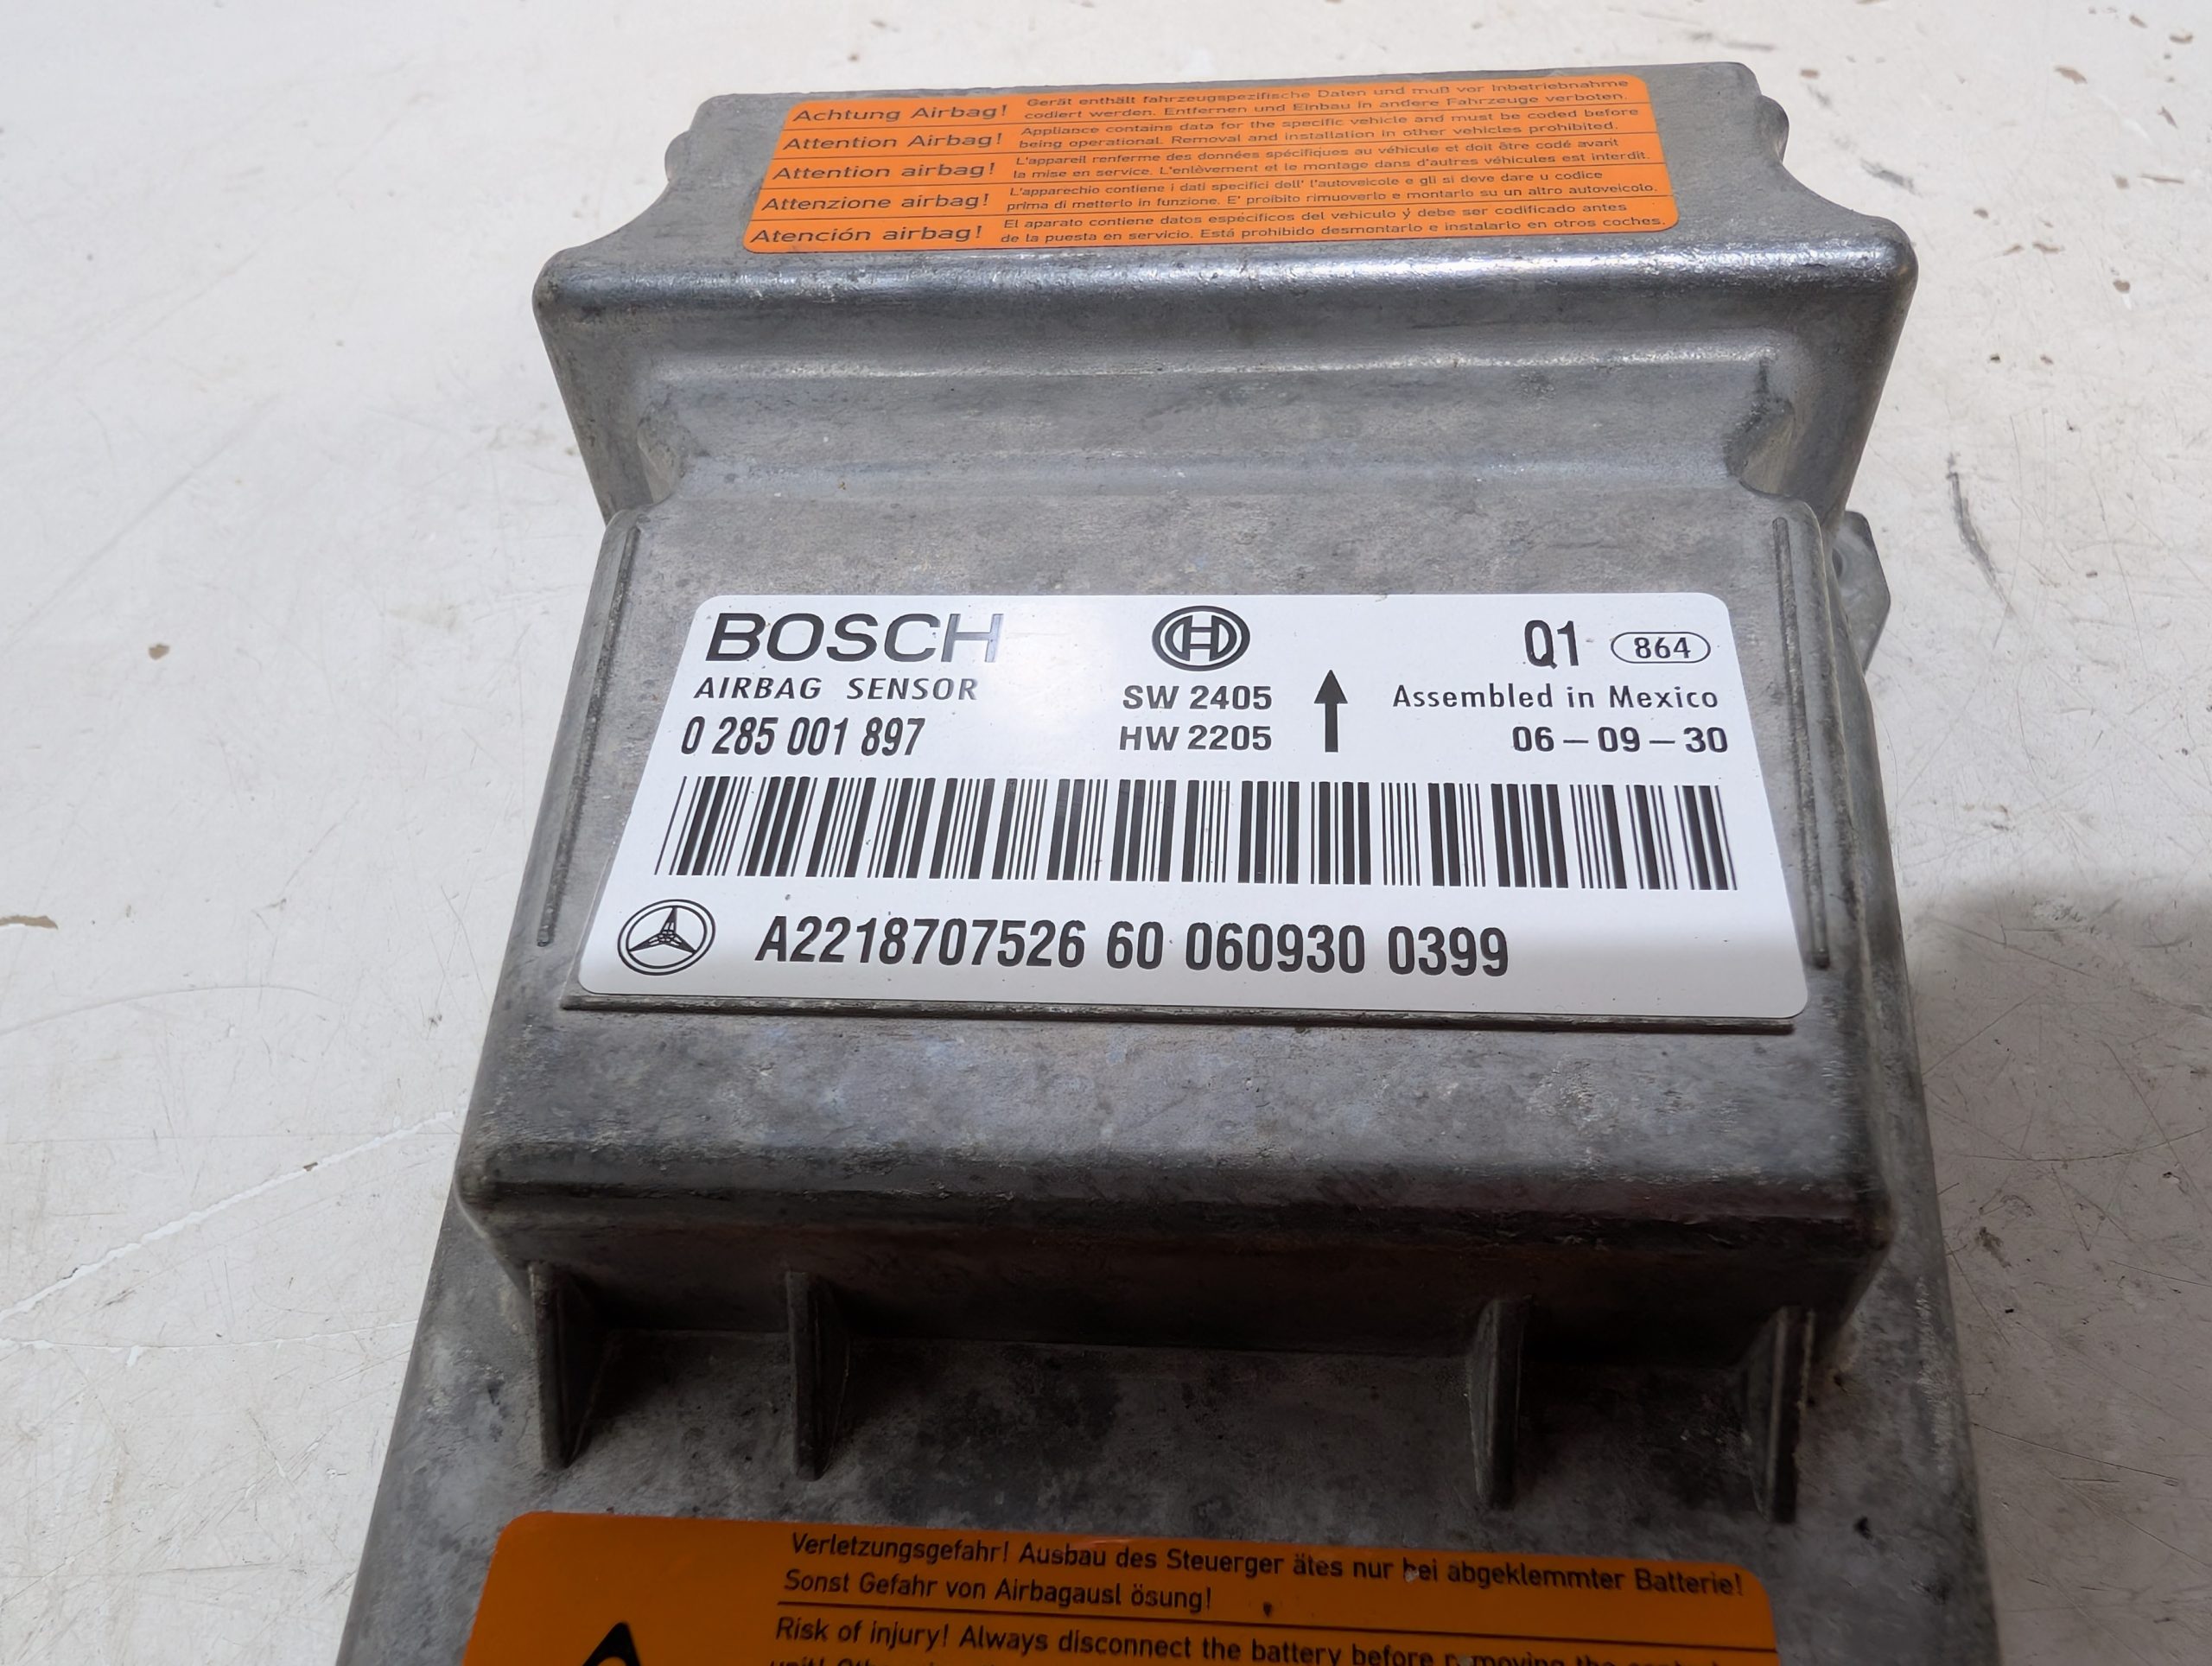 Achtung Airbag! Gerät enthält fahrzeugspezifische Daten und muß vor Inbetriebnahme
codiert werden. Entfernen und Einbau in andere Fahrzeuge verboten.
Attention Airbag! Appliance contains data for the specific vehicle and must be coded before
being operational. Removal and installation in other vehicles prohibited.
Attention airbag! L'appareil renferme des données spécifiques au véhicule et doit être codé avant
la mise en service. L'enlèvement et le montage dans d'autres véhicules est interdit.
Attenzione airbag! L'apparechio contiene i dati specifici dell' l'autoveicole e gli si deve dare u codice
prima di metterlo in funzione. E' proibito rimuoverlo e montarlo su un altro autoveicolo.
Atención airbag! El aparato contiene datos específicos del vehiculo y debe ser codificado antes
de la puesta en servicio. Está prohibido desmontarlo e instalarlo en otros coches.
BOSCH Q1 864
AIRBAG SENSOR SW 2405 Assembled in Mexico
0 285 001 897 HW 2205 06-09-30
A2218707526 60 060930 0399
Verletzungsgefahr! Ausbau des Steuerger ätes nur bei abgeklemmter Batterie!
Sonst Gefahr von Airbagausl ösung!
Risk of injury! Always disconnect the battery before removing the